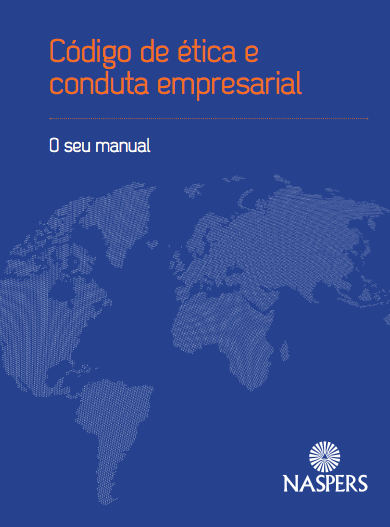 Código de ética e
conduta empresarial
O seu manual
NASPERS